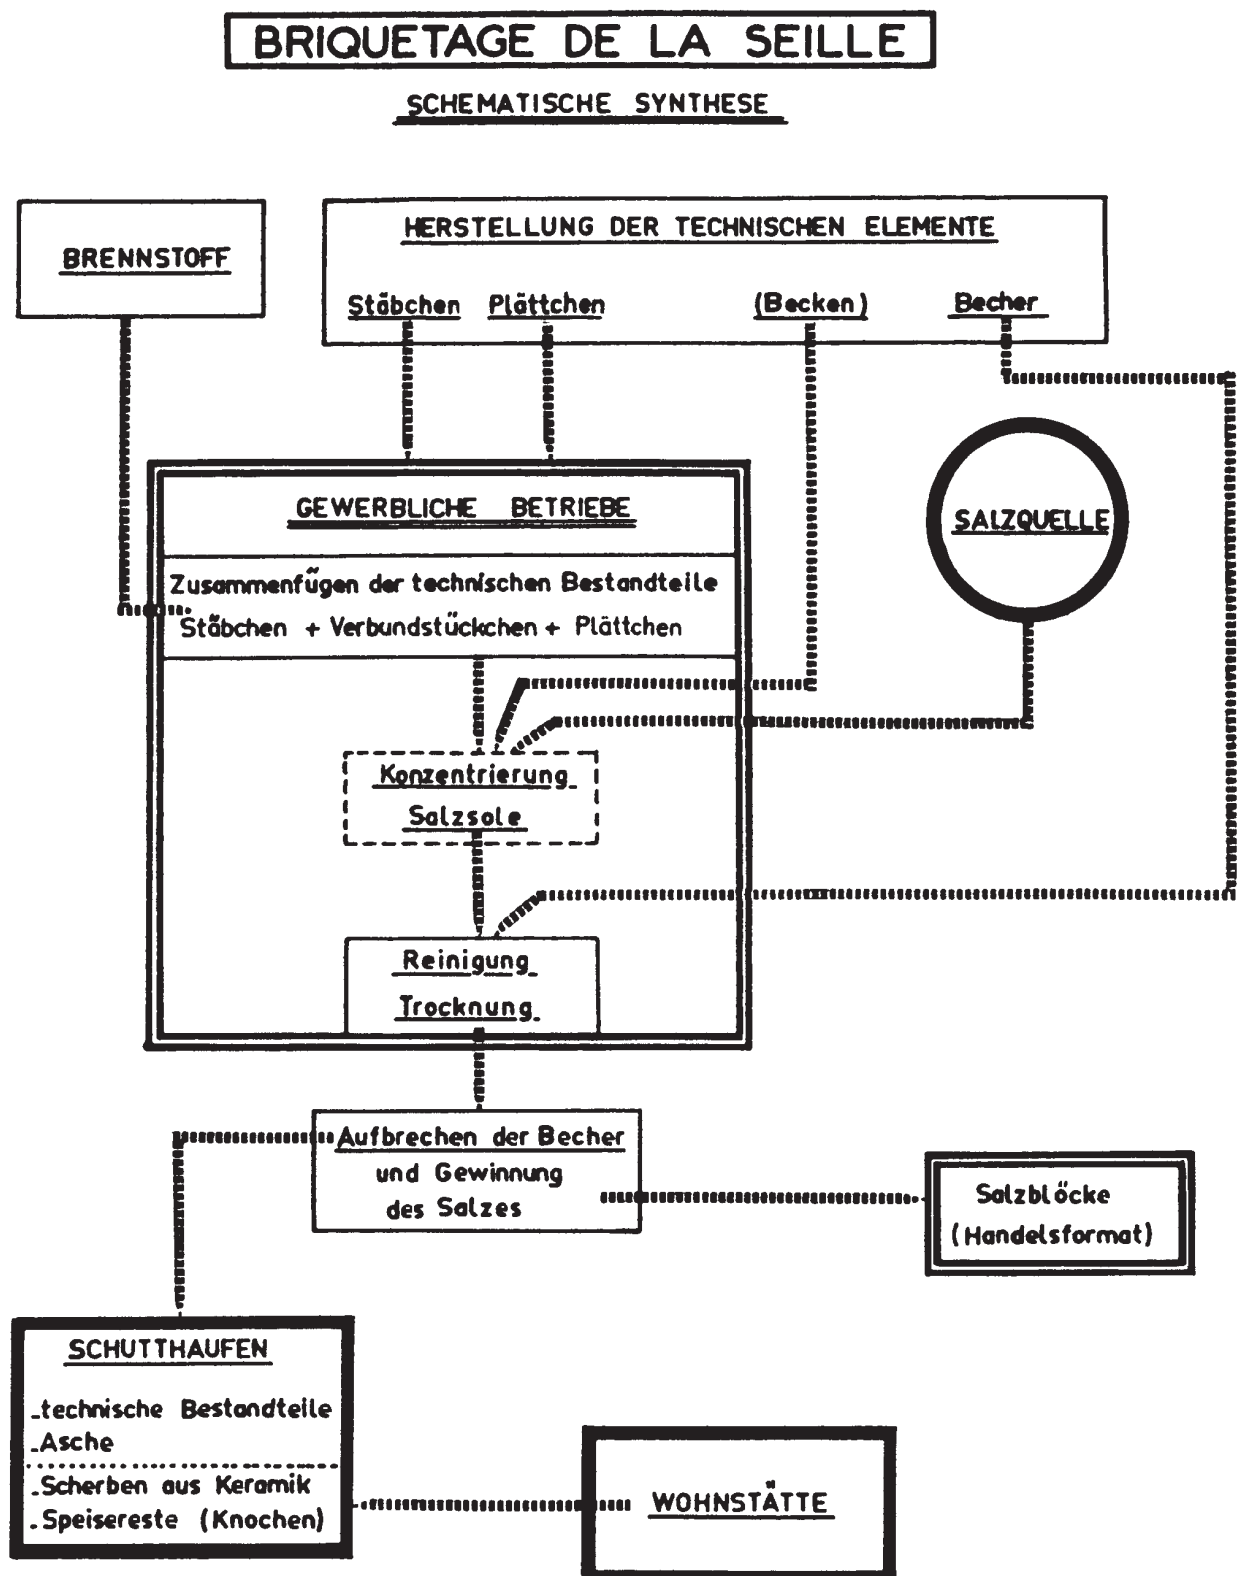 BRIQUETAGE DE LA SEILLE
SCHEMATISCHE SYNTHESE
BRENNSTOFF
HERSTELLUNG DER TECHNISCHEN ELEMENTE
Stäbchen Plättchen (Becken) Becher
GEWERBLICHE BETRIEBE
Zusammenfügen der technischen Bestandteile
Stäbchen + Verbundstückchen + Plättchen
SALZQUELLE
Konzentrierung
Salzsole
Reinigung
Trocknung
Aufbrechen der Becher
und Gewinnung
des Salzes
Salzblöcke
(Handelsformat)
SCHUTTHAUFEN
-technische Bestandteile
-Asche
-Scherben aus Keramik
-Speisereste (Knochen)
WOHNSTÄTTE